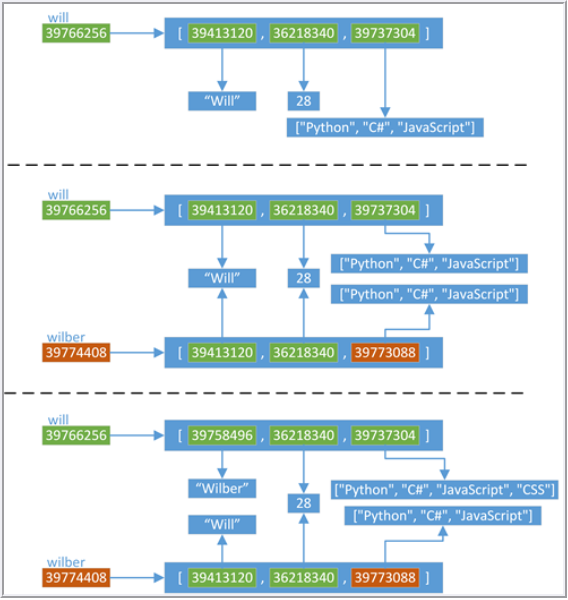 will
39766256 [ 39413120 , 36218340 , 39737304 ]
“Will” 28
["Python", "C#", "JavaScript"]
will
39766256 [ 39413120 , 36218340 , 39737304 ]
["Python", "C#", "JavaScript"]
“Will” 28
["Python", "C#", "JavaScript"]
wilber
39774408 [ 39413120 , 36218340 , 39773088 ]
will
39766256 [ 39758496 , 36218340 , 39737304 ]
“Wilber” ["Python", "C#", "JavaScript", "CSS"]
28
“Will” ["Python", "C#", "JavaScript"]
wilber
39774408 [ 39413120 , 36218340 , 39773088 ]